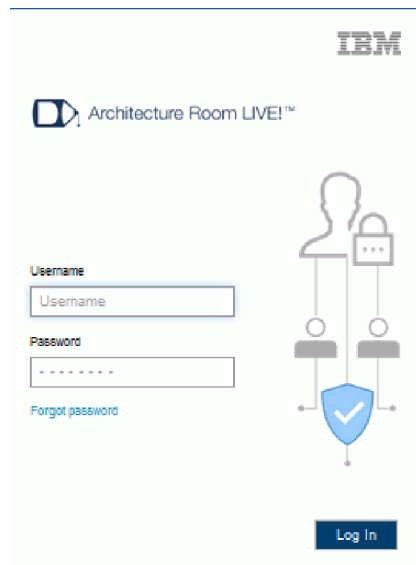 IBM
Architecture Room LIVE!™
Username
Username
Password
Forgot password
Log In